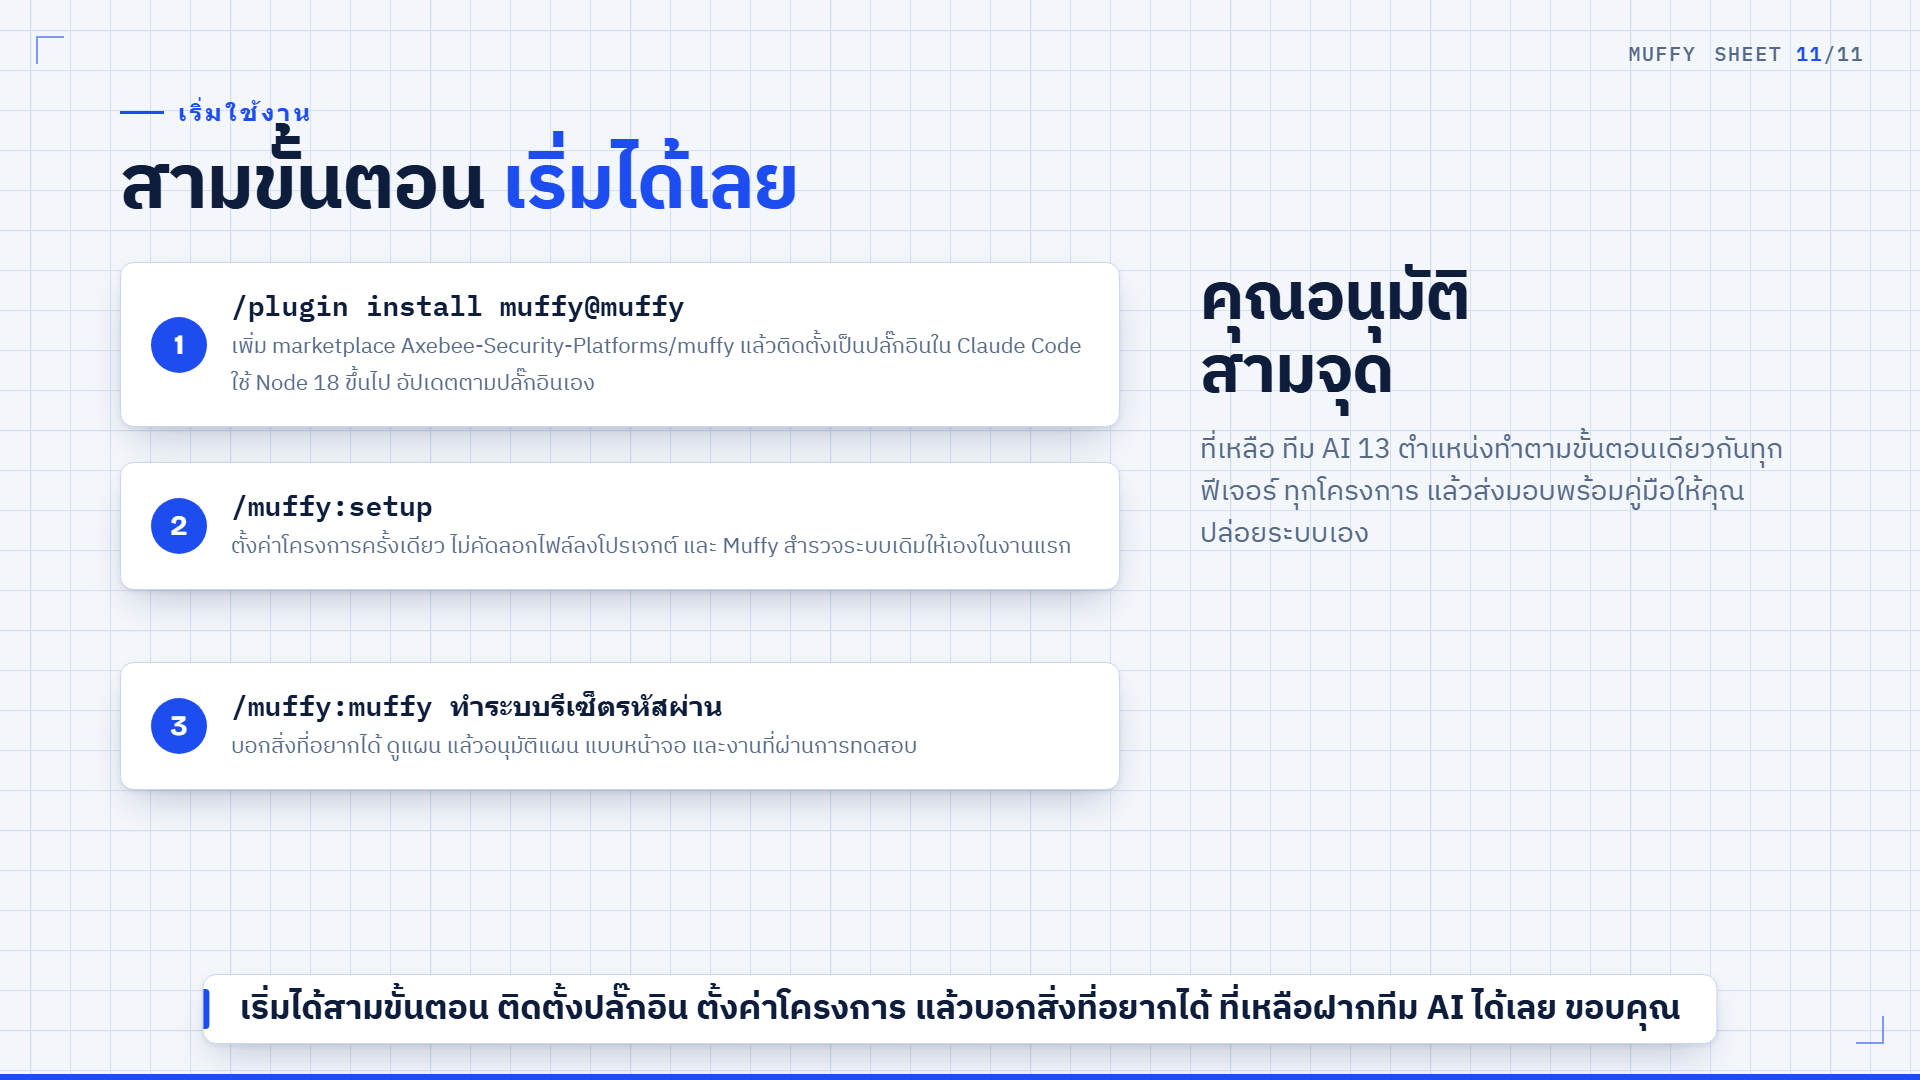 MUFFY SHEET 11/11
เริ่มใช้งาน
สามขั้นตอน เริ่มได้เลย
1
/plugin install muffy@muffy
เพิ่ม marketplace Axebee-Security-Platforms/muffy แล้วติดตั้งเป็นปลั๊กอินใน Claude Code
ใช้ Node 18 ขึ้นไป อัปเดตตามปลั๊กอินเอง
2
/muffy:setup
ตั้งค่าโครงการครั้งเดียว ไม่คัดลอกไฟล์ลงโปรเจกต์ และ Muffy สำรวจระบบเดิมให้เองในงานแรก
3
/muffy:muffy ทำระบบรีเซ็ตรหัสผ่าน
บอกสิ่งที่อยากได้ ดูแผน แล้วอนุมัติแผน แบบหน้าจอ และงานที่ผ่านการทดสอบ
คุณอนุมัติ
สามจุด
ที่เหลือ ทีม AI 13 ตำแหน่งทำตามขั้นตอนเดียวกันทุก
ฟีเจอร์ ทุกโครงการ แล้วส่งมอบพร้อมคู่มือให้คุณ
ปล่อยระบบเอง
เริ่มได้สามขั้นตอน ติดตั้งปลั๊กอิน ตั้งค่าโครงการ แล้วบอกสิ่งที่อยากได้ ที่เหลือฝากทีม AI ได้เลย ขอบคุณ